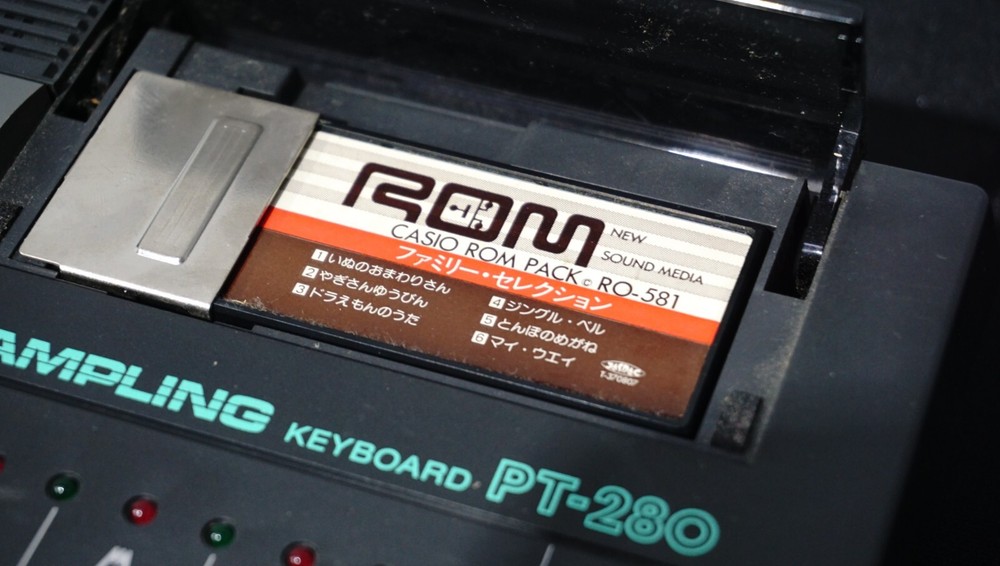 ROM
NEW
SOUND MEDIA
CASIO ROM PACK© RO-581
ファミリー・セレクション
1 いぬのおまわりさん
2 やぎさんゆうびん
3 ドラえもんのうた
4 ジングル・ベル
5 とんぼのめがね
6 マイ・ウエイ
T-370807
AMPLING KEYBOARD PT-280